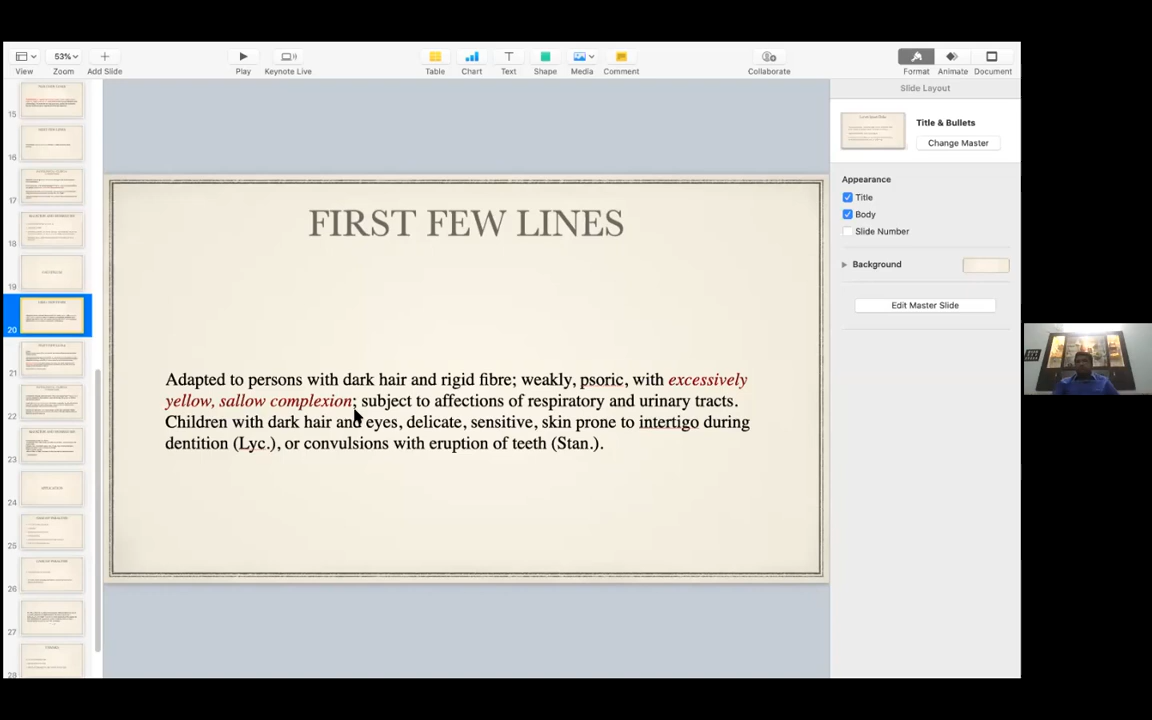 53%
View
Zoom
Add Slide
Play
Keynote Live
Table
Chart
Text
Shape
Media
Comment
Collaborate
Format
Animate
Document
Slide Layout
Title & Bullets
Change Master
Appearance
Title
Body
Slide Number
Background
Edit Master Slide
15
16
17
18
19
20
21
22
23
24
25
26
27
28
FIRST FEW LINES
Adapted to persons with dark hair and rigid fibre; weakly, psoric, with excessively
yellow, sallow complexion; subject to affections of respiratory and urinary tracts.
Children with dark hair and eyes, delicate, sensitive, skin prone to intertigo during
dentition (Lyc.), or convulsions with eruption of teeth (Stan.).